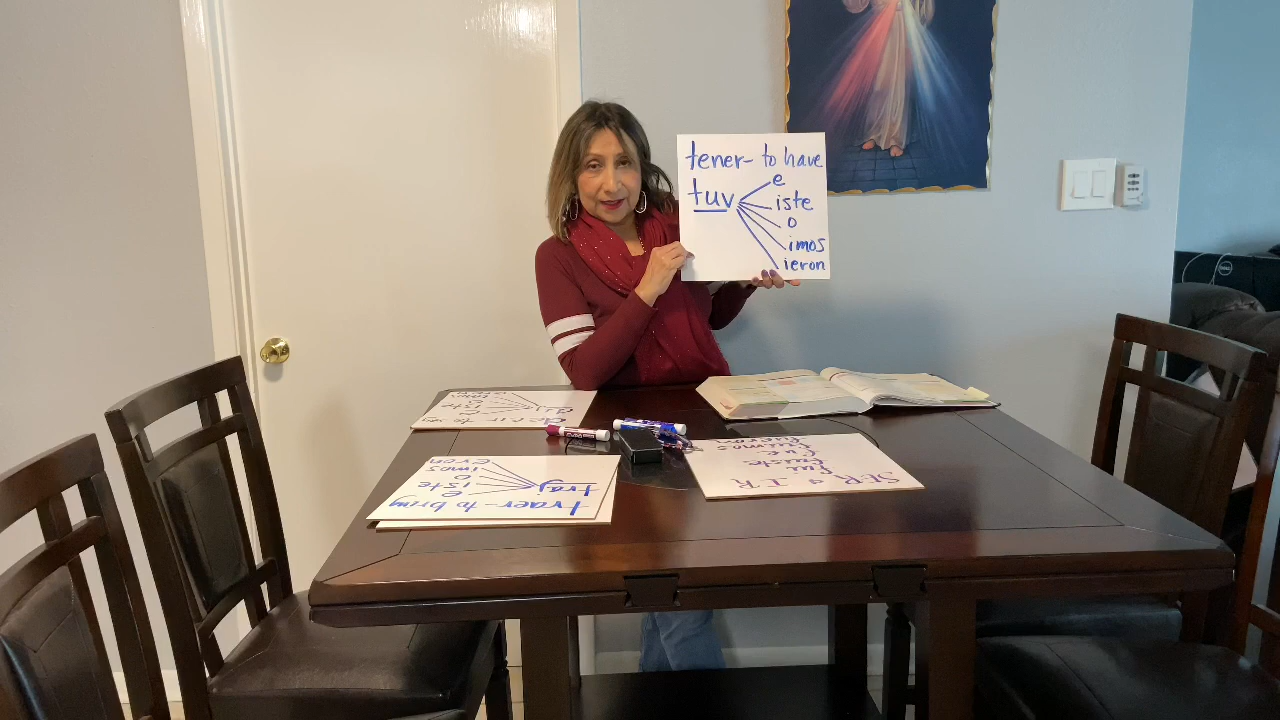 tener- to have
tuv
e
iste
o
imos
ieron
traer- to bring
traj
e
iste
o
imos
eron
SER & IR
fui
fuiste
fue
fuimos
fueron
DELL